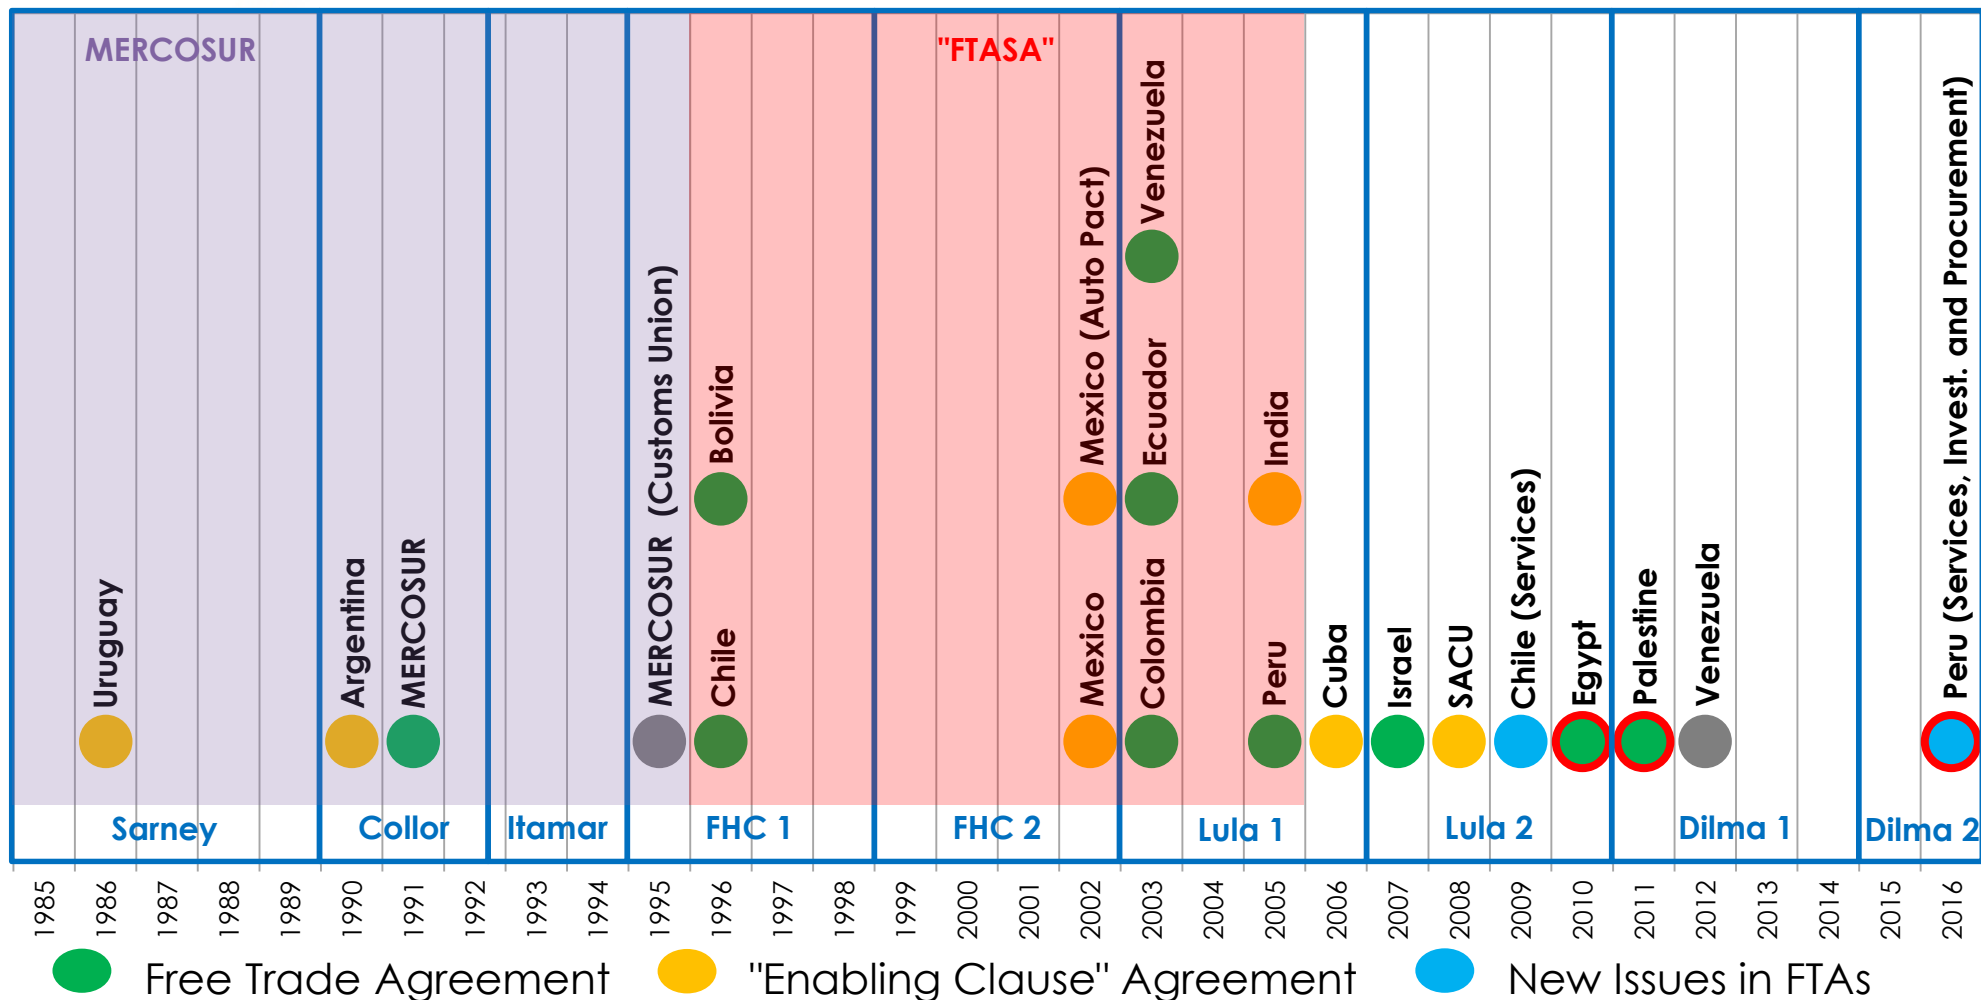 MERCOSUR
"FTASA"
Uruguay
Argentina
MERCOSUR
MERCOSUR (Customs Union)
Bolivia
Chile
Mexico (Auto Pact)
Mexico
Venezuela
Ecuador
Colombia
India
Peru
Cuba
Israel
SACU
Chile (Services)
Egypt
Palestine
Venezuela
Peru (Services, Invest. and Procurement)
Sarney
Collor
Itamar
FHC 1
FHC 2
Lula 1
Lula 2
Dilma 1
Dilma 2
1985
1986
1987
1988
1989
1990
1991
1992
1993
1994
1995
1996
1997
1998
1999
2000
2001
2002
2003
2004
2005
2006
2007
2008
2009
2010
2011
2012
2013
2014
2015
2016
Free Trade Agreement
"Enabling Clause" Agreement
New Issues in FTAs